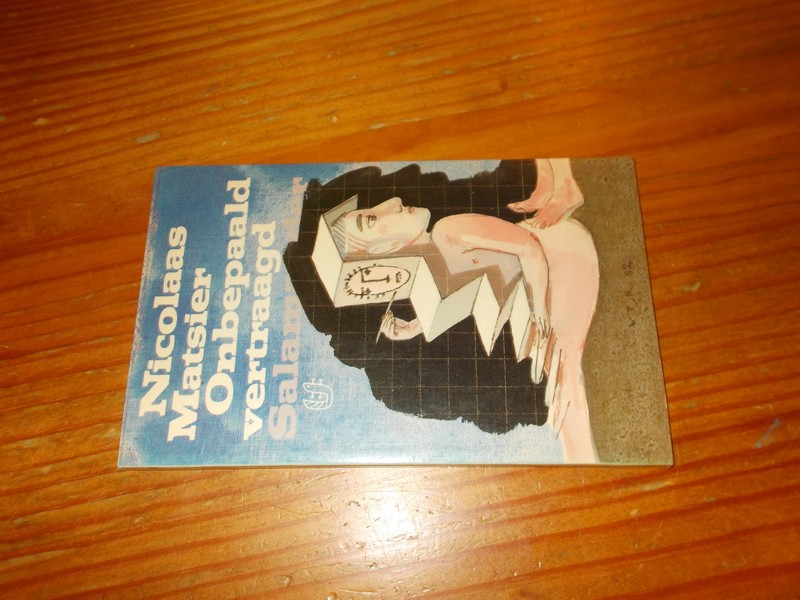 Nicolaas
Matsier
Onbepaald
vertraagd
Salamander